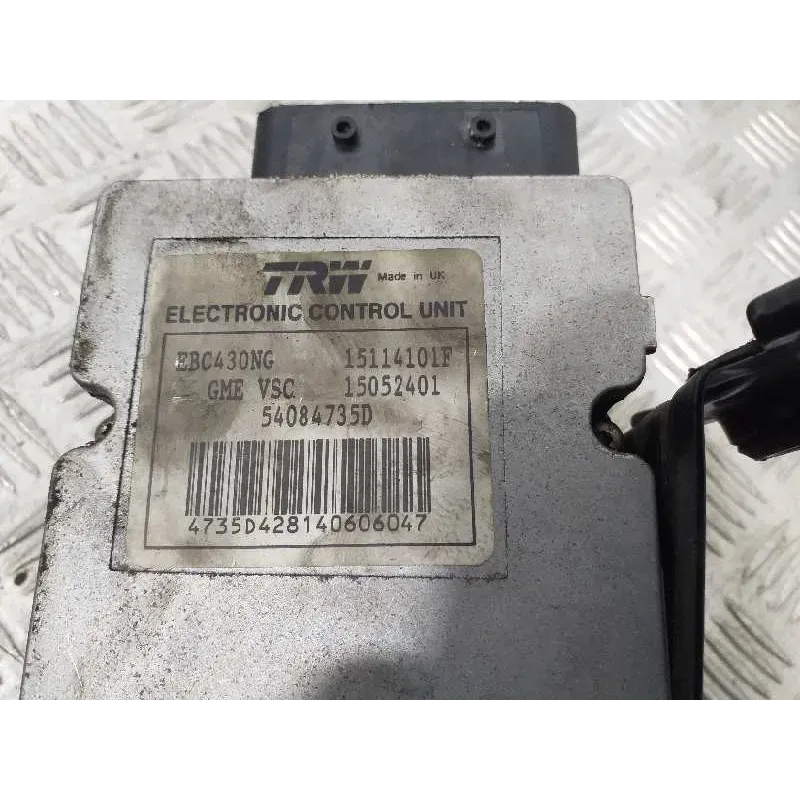 TRW Made in UK
ELECTRONIC CONTROL UNIT
EBC430NG 15114101F
GME VSC 15052401
54084735D
4735D428140606047